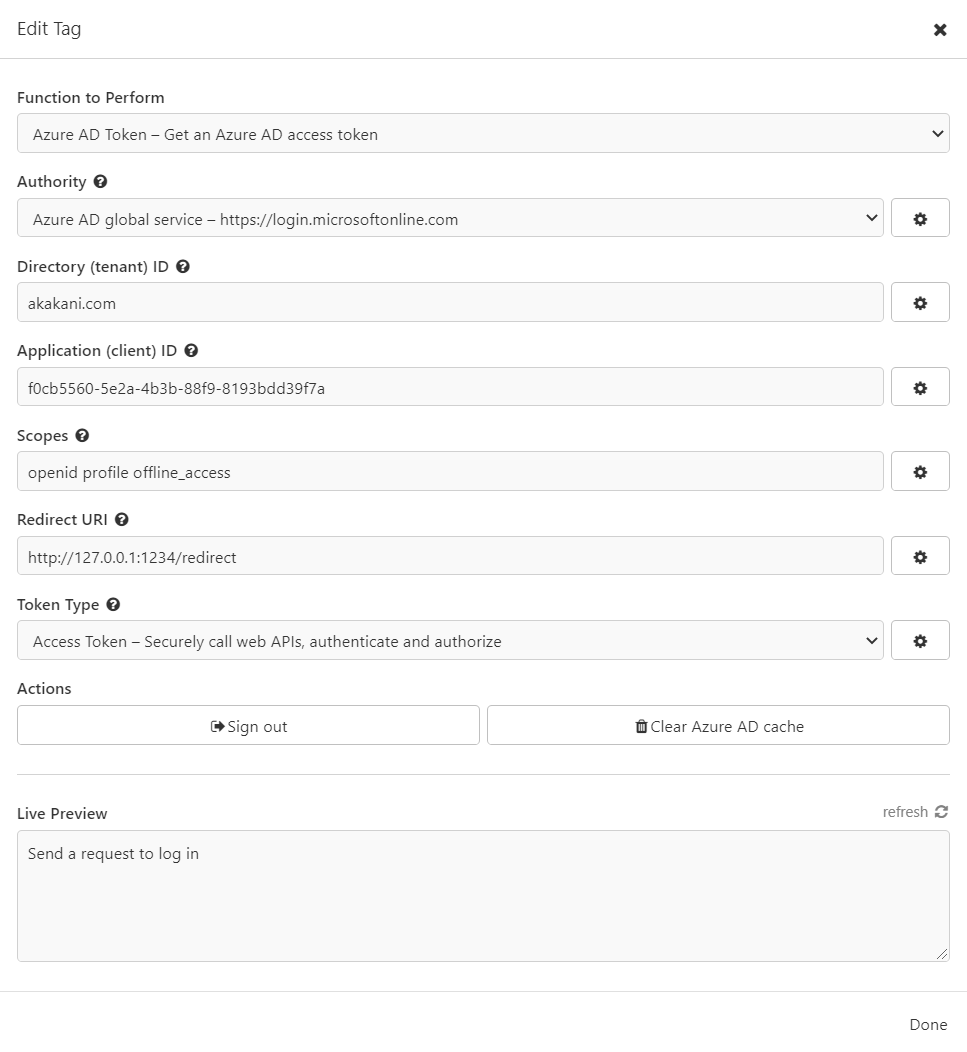 Edit Tag
Function to Perform
Azure AD Token – Get an Azure AD access token
Authority
Azure AD global service – https://login.microsoftonline.com
Directory (tenant) ID
akakani.com
Application (client) ID
f0cb5560-5e2a-4b3b-88f9-8193bdd39f7a
Scopes
openid profile offline_access
Redirect URI
http://127.0.0.1:1234/redirect
Token Type
Access Token – Securely call web APIs, authenticate and authorize
Actions
Sign out
Clear Azure AD cache
Live Preview
refresh
Send a request to log in
Done